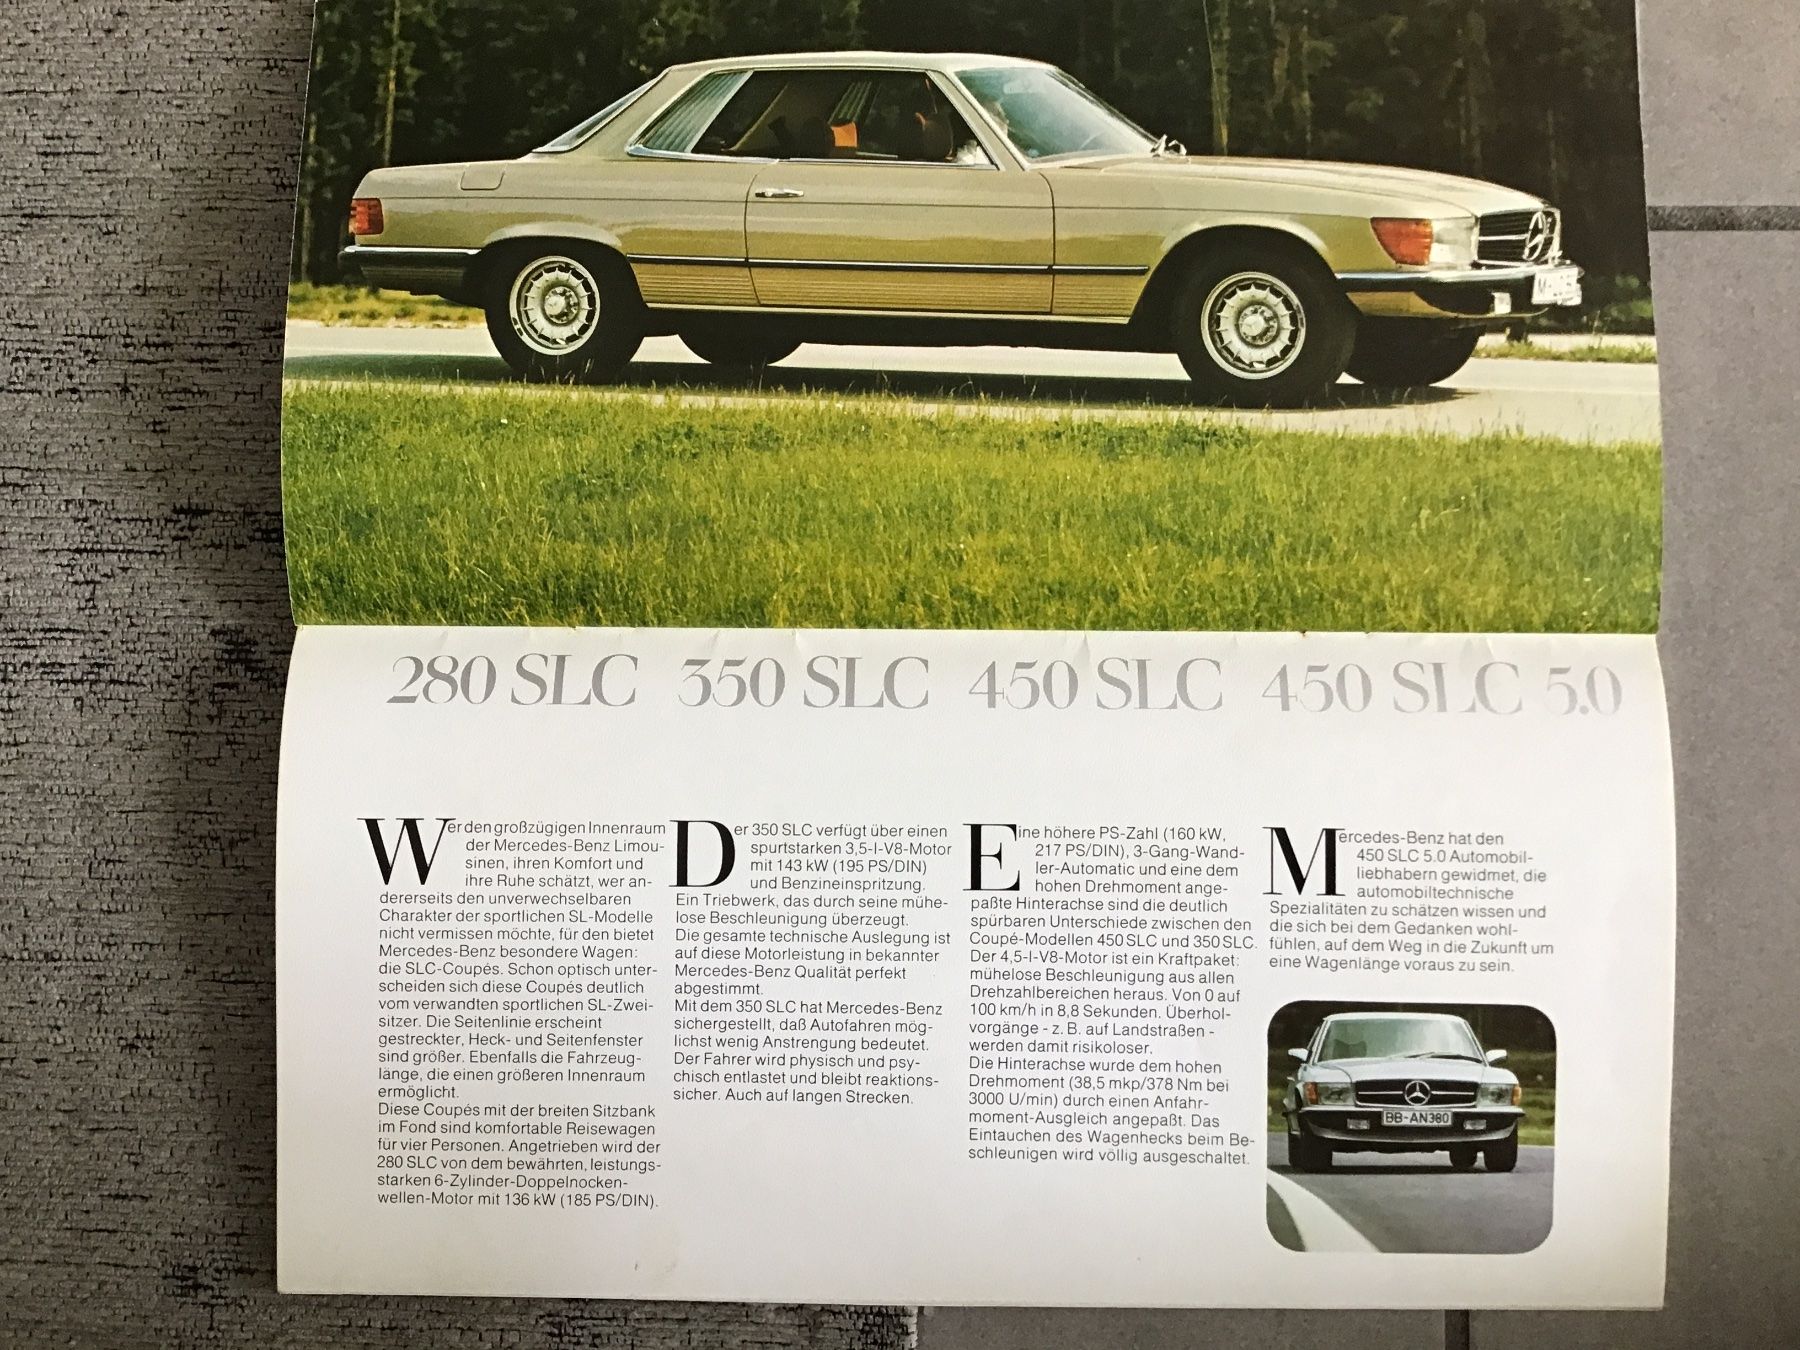 280 SLC
350 SLC
450 SLC
450 SLC 5.0
Wer den großzügigen Innenraum
der Mercedes-Benz Limou-
sinen, ihren Komfort und
ihre Ruhe schätzt, wer an-
dererseits den unverwechselbaren
Charakter der sportlichen SL-Modelle
nicht vermissen möchte, für den bietet
Mercedes-Benz besondere Wagen:
die SLC-Coupés. Schon optisch unter-
scheiden sich diese Coupés deutlich
vom verwandten sportlichen SL-Zwei-
sitzer. Die Seitenlinie erscheint
gestreckter, Heck- und Seitenfenster
sind größer. Ebenfalls die Fahrzeug-
länge, die einen größeren Innenraum
ermöglicht.
Diese Coupés mit der breiten Sitzbank
im Fond sind komfortable Reisewagen
für vier Personen. Angetrieben wird der
280 SLC von dem bewährten, leistungs-
starken 6-Zylinder-Doppelnocken-
wellen-Motor mit 136 kW (185 PS/DIN).
Der 350 SLC verfügt über einen
spurtstarken 3,5-l-V8-Motor
mit 143 kW (195 PS/DIN)
und Benzineinspritzung.
Ein Triebwerk, das durch seine mühe-
lose Beschleunigung überzeugt.
Die gesamte technische Auslegung ist
auf diese Motorleistung in bekannter
Mercedes-Benz Qualität perfekt
abgestimmt.
Mit dem 350 SLC hat Mercedes-Benz
sichergestellt, daß Autofahren mög-
lichst wenig Anstrengung bedeutet.
Der Fahrer wird physisch und psy-
chisch entlastet und bleibt reaktions-
sicher. Auch auf langen Strecken.
Eine höhere PS-Zahl (160 kW,
217 PS/DIN), 3-Gang-Wand-
ler-Automatic und eine dem
hohen Drehmoment ange-
paßte Hinterachse sind die deutlich
spürbaren Unterschiede zwischen den
Coupé-Modellen 450 SLC und 350 SLC.
Der 4,5-l-V8-Motor ist ein Kraftpaket:
mühelose Beschleunigung aus allen
Drehzahlbereichen heraus. Von 0 auf
100 km/h in 8,8 Sekunden. Überhol-
vorgänge - z. B. auf Landstraßen -
werden damit risikoloser.
Die Hinterachse wurde dem hohen
Drehmoment (38,5 mkp/378 Nm bei
3000 U/min) durch einen Anfahr-
moment-Ausgleich angepaßt. Das
Eintauchen des Wagenhecks beim Be-
schleunigen wird völlig ausgeschaltet.
Mercedes-Benz hat den
450 SLC 5.0 Automobil-
liebhabern gewidmet, die
automobiltechnische
Spezialitäten zu schätzen wissen und
die sich bei dem Gedanken wohl-
fühlen, auf dem Weg in die Zukunft um
eine Wagenlänge voraus zu sein.
BB-AN380